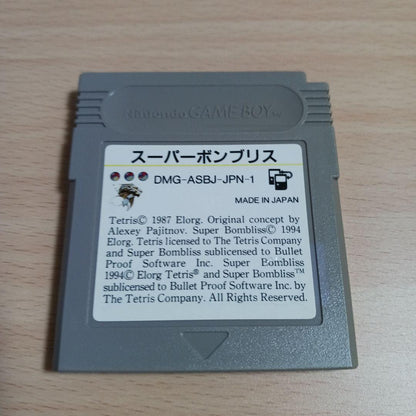 Nintendo GAME BOY™
スーパーボンブリス
DMG-ASBJ-JPN-1
MADE IN JAPAN
Tetris© 1987 Elorg. Original concept by
Alexey Pajitnov. Super Bombliss© 1994
Elorg. Tetris licensed to The Tetris Company
and Super Bombliss sublicensed to Bullet
Proof Software Inc. Super Bombliss
1994© Elorg Tetris® and Super Bombliss™
sublicensed to Bullet Proof Software Inc. by
The Tetris Company. All Rights Reserved.